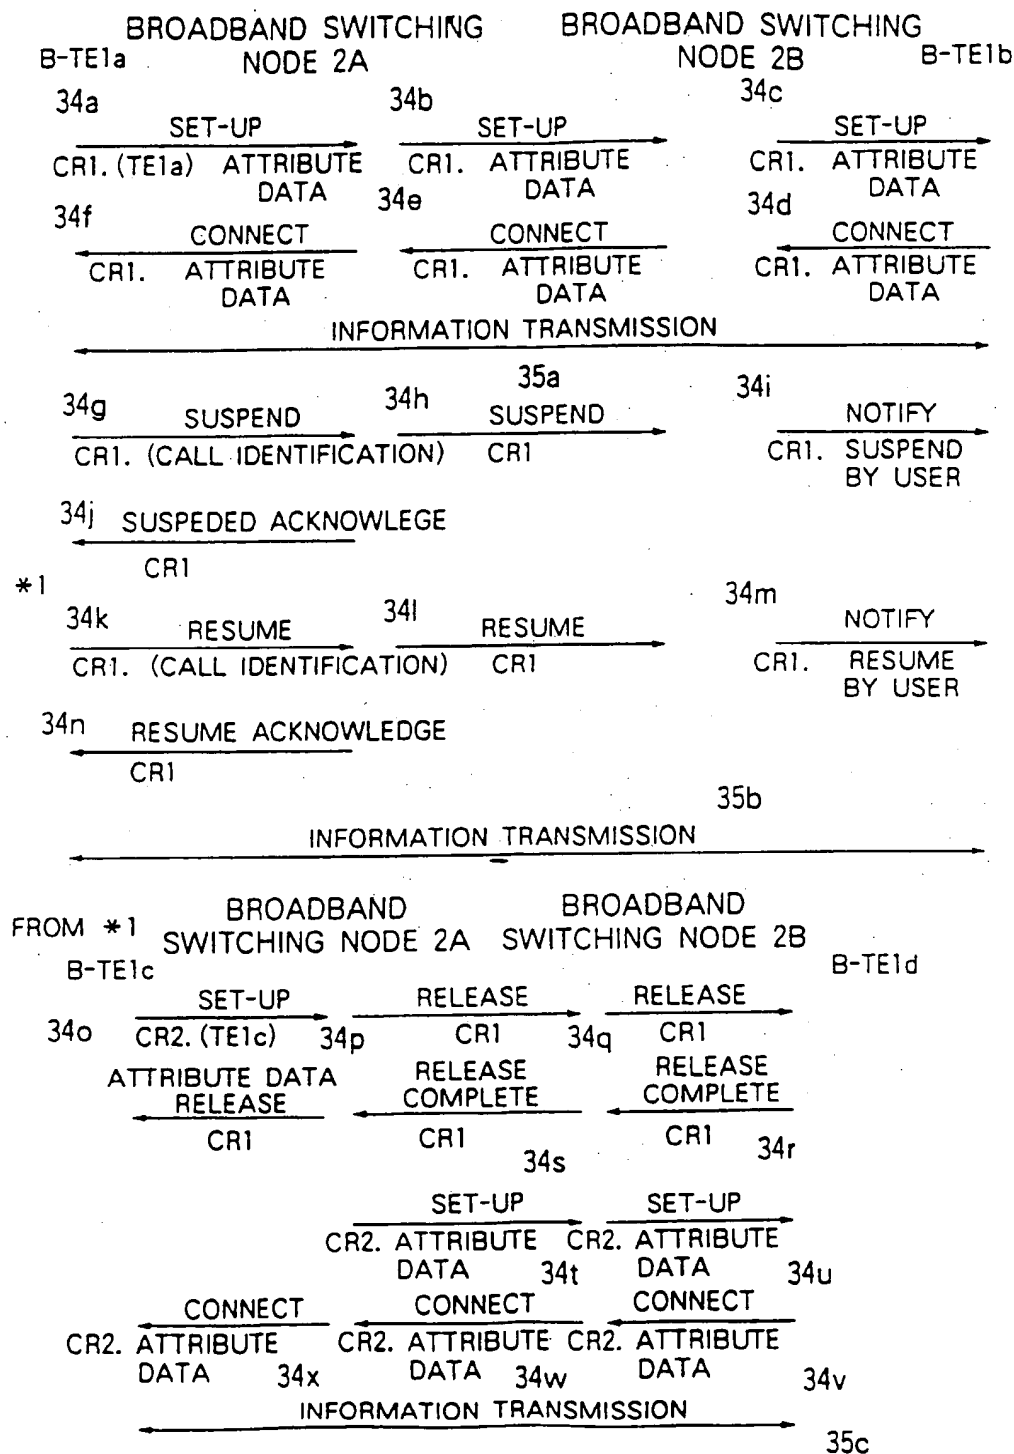 BROADBAND SWITCHING BROADBAND SWITCHING
B-TE1a NODE 2A NODE 2B B-TE1b
34a 34b 34c
SET-UP SET-UP SET-UP
CR1. (TE1a) ATTRIBUTE CR1. ATTRIBUTE CR1. ATTRIBUTE
DATA DATA DATA
34f 34e 34d
CONNECT CONNECT CONNECT
CR1. ATTRIBUTE CR1. ATTRIBUTE CR1. ATTRIBUTE
DATA DATA DATA
INFORMATION TRANSMISSION
35a
34g 34h 34i
SUSPEND SUSPEND NOTIFY
CR1. (CALL IDENTIFICATION) CR1 CR1. SUSPEND
BY USER
34j SUSPEDED ACKNOWLEGE
CR1
*1
34k 34l 34m
RESUME RESUME NOTIFY
CR1. (CALL IDENTIFICATION) CR1 CR1. RESUME
BY USER
34n RESUME ACKNOWLEDGE
CR1
35b
INFORMATION TRANSMISSION
FROM *1 BROADBAND BROADBAND
SWITCHING NODE 2A SWITCHING NODE 2B
B-TE1c B-TE1d
SET-UP RELEASE RELEASE
34o CR2. (TE1c) 34p CR1 34q CR1
ATTRIBUTE DATA RELEASE RELEASE
RELEASE COMPLETE COMPLETE
CR1 CR1 CR1 34r
34s
SET-UP SET-UP
CR2. ATTRIBUTE CR2. ATTRIBUTE
DATA 34t DATA 34u
CONNECT CONNECT CONNECT
CR2. ATTRIBUTE CR2. ATTRIBUTE CR2. ATTRIBUTE
DATA 34x DATA 34w DATA 34v
INFORMATION TRANSMISSION
35c